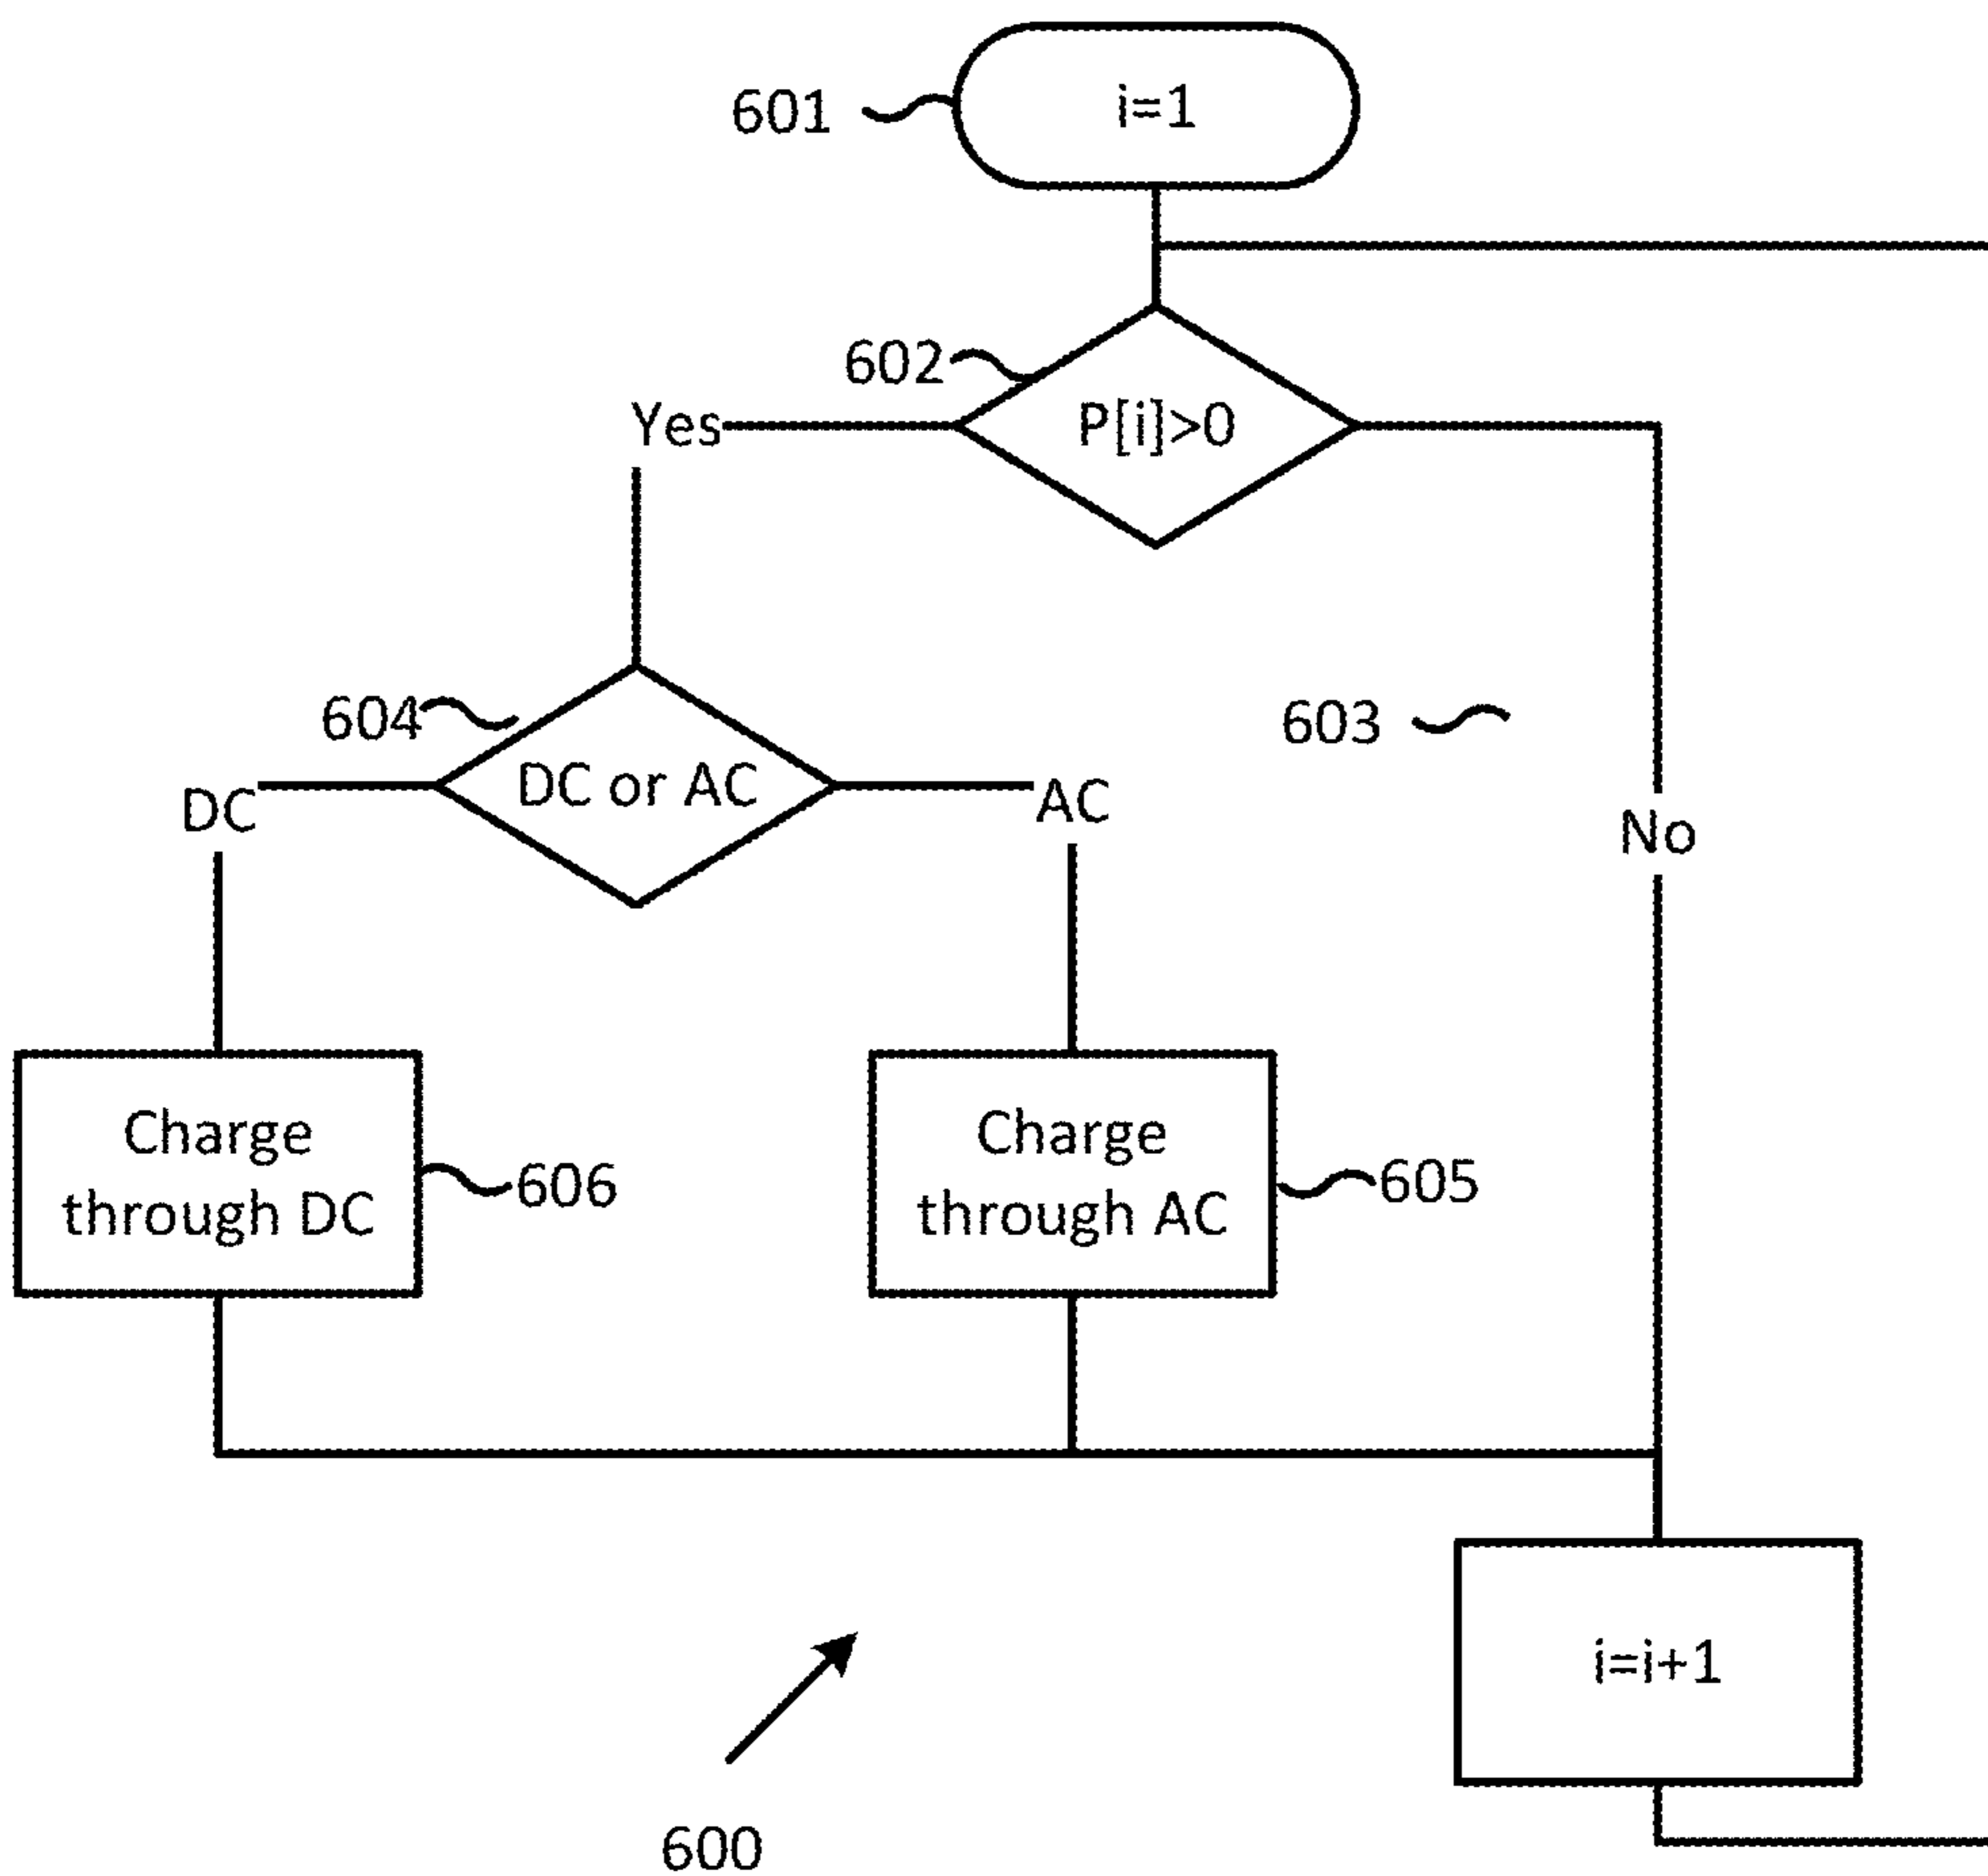 601
i=1
602
Yes
P[i]>0
604
603
DC
DC or AC
AC
No
Charge
through DC
606
Charge
through AC
605
i=i+1
600